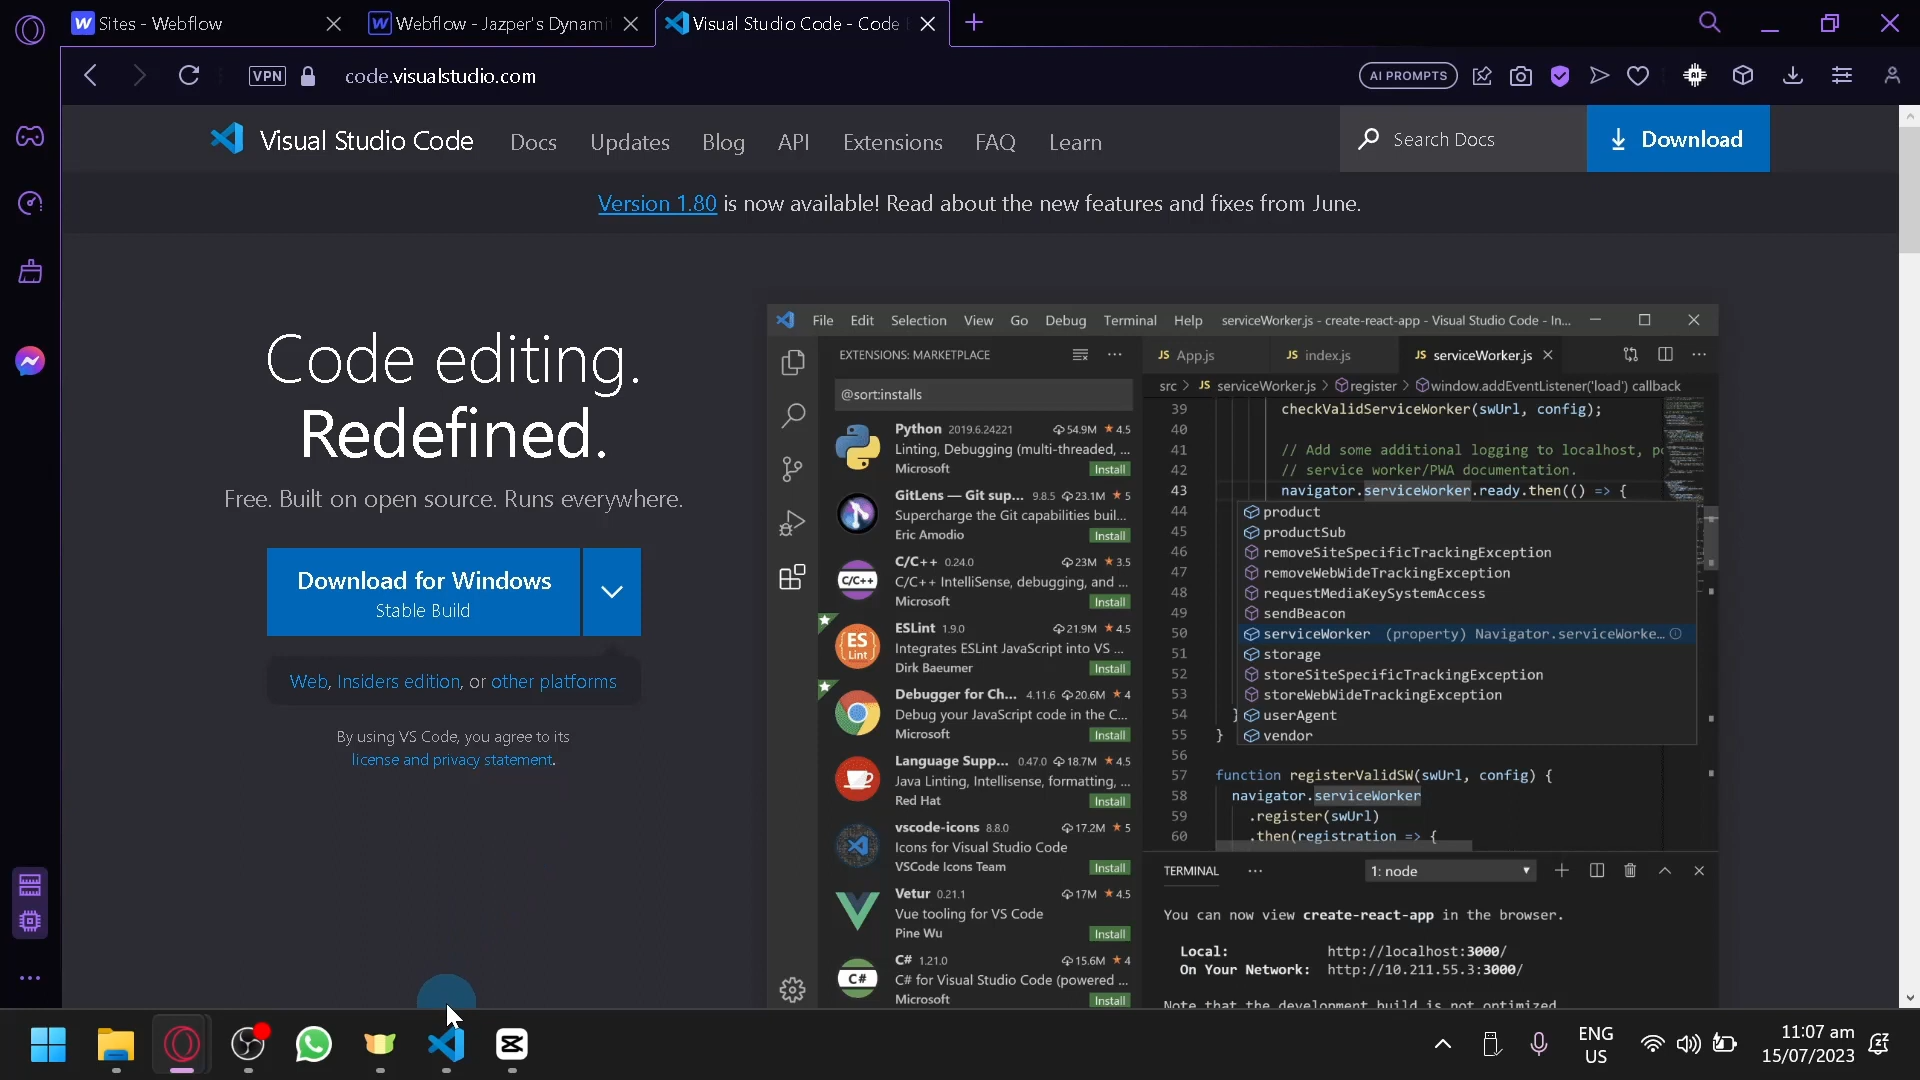 Sites - Webflow
Webflow - Jazper's Dynami
Visual Studio Code - Code
VPN
code.visualstudio.com
AI PROMPTS
Visual Studio Code
Docs
Updates
Blog
API
Extensions
FAQ
Learn
Search Docs
Download
Version 1.80 is now available! Read about the new features and fixes from June.
Code editing.
Redefined.
Free. Built on open source. Runs everywhere.
Download for Windows
Stable Build
Web, Insiders edition, or other platforms
By using VS Code, you agree to its
license and privacy statement.
File Edit Selection View Go Debug Terminal Help serviceWorker.js - create-react-app - Visual Studio Code - In...
EXTENSIONS: MARKETPLACE
@sort:installs
Python 2019.6.24221 54.9M ★ 4.5
Linting, Debugging (multi-threaded, ...
Microsoft Install
GitLens — Git sup... 9.8.5 23.1M ★ 5
Supercharge the Git capabilities buil...
Eric Amodio Install
C/C++
C/C++ 0.24.0 23M ★ 3.5
C/C++ IntelliSense, debugging, and ...
Microsoft Install
ES
Lint
ESLint 1.9.0 21.9M ★ 4.5
Integrates ESLint JavaScript into VS ...
Dirk Baeumer Install
Debugger for Ch... 4.11.6 20.6M ★ 4
Debug your JavaScript code in the C...
Microsoft Install
Language Supp... 0.47.0 18.7M ★ 4.5
Java Linting, Intellisense, formatting, ...
Red Hat Install
vscode-icons 8.8.0 17.2M ★ 5
Icons for Visual Studio Code
VSCode Icons Team Install
Vetur 0.21.1 17M ★ 4.5
Vue tooling for VS Code
Pine Wu Install
C#
C# 1.21.0 15.6M ★ 4
C# for Visual Studio Code (powered ...
Microsoft Install
JS App.js
JS index.js
JS serviceWorker.js
src > JS serviceWorker.js > register > window.addEventListener('load') callback
39 checkValidServiceWorker(swUrl, config);
40
41 // Add some additional logging to localhost, po
42 // service worker/PWA documentation.
43 navigator.serviceWorker.ready.then(() => {
44 product
45 productSub
46 removeSiteSpecificTrackingException
47 removeWebWideTrackingException
48 requestMediaKeySystemAccess
49 sendBeacon
50 serviceWorker (property) Navigator.serviceWorke...
51 storage
52 storeSiteSpecificTrackingException
53 storeWebWideTrackingException
54 } userAgent
55 } vendor
56
57 function registerValidSW(swUrl, config) {
58 navigator.serviceWorker
59 .register(swUrl)
60 .then(registration => {
TERMINAL ... 1: node
You can now view create-react-app in the browser.
Local: http://localhost:3000/
On Your Network: http://10.211.55.3:3000/
Note that the development build is not optimized
ENG
US
11:07 am
15/07/2023